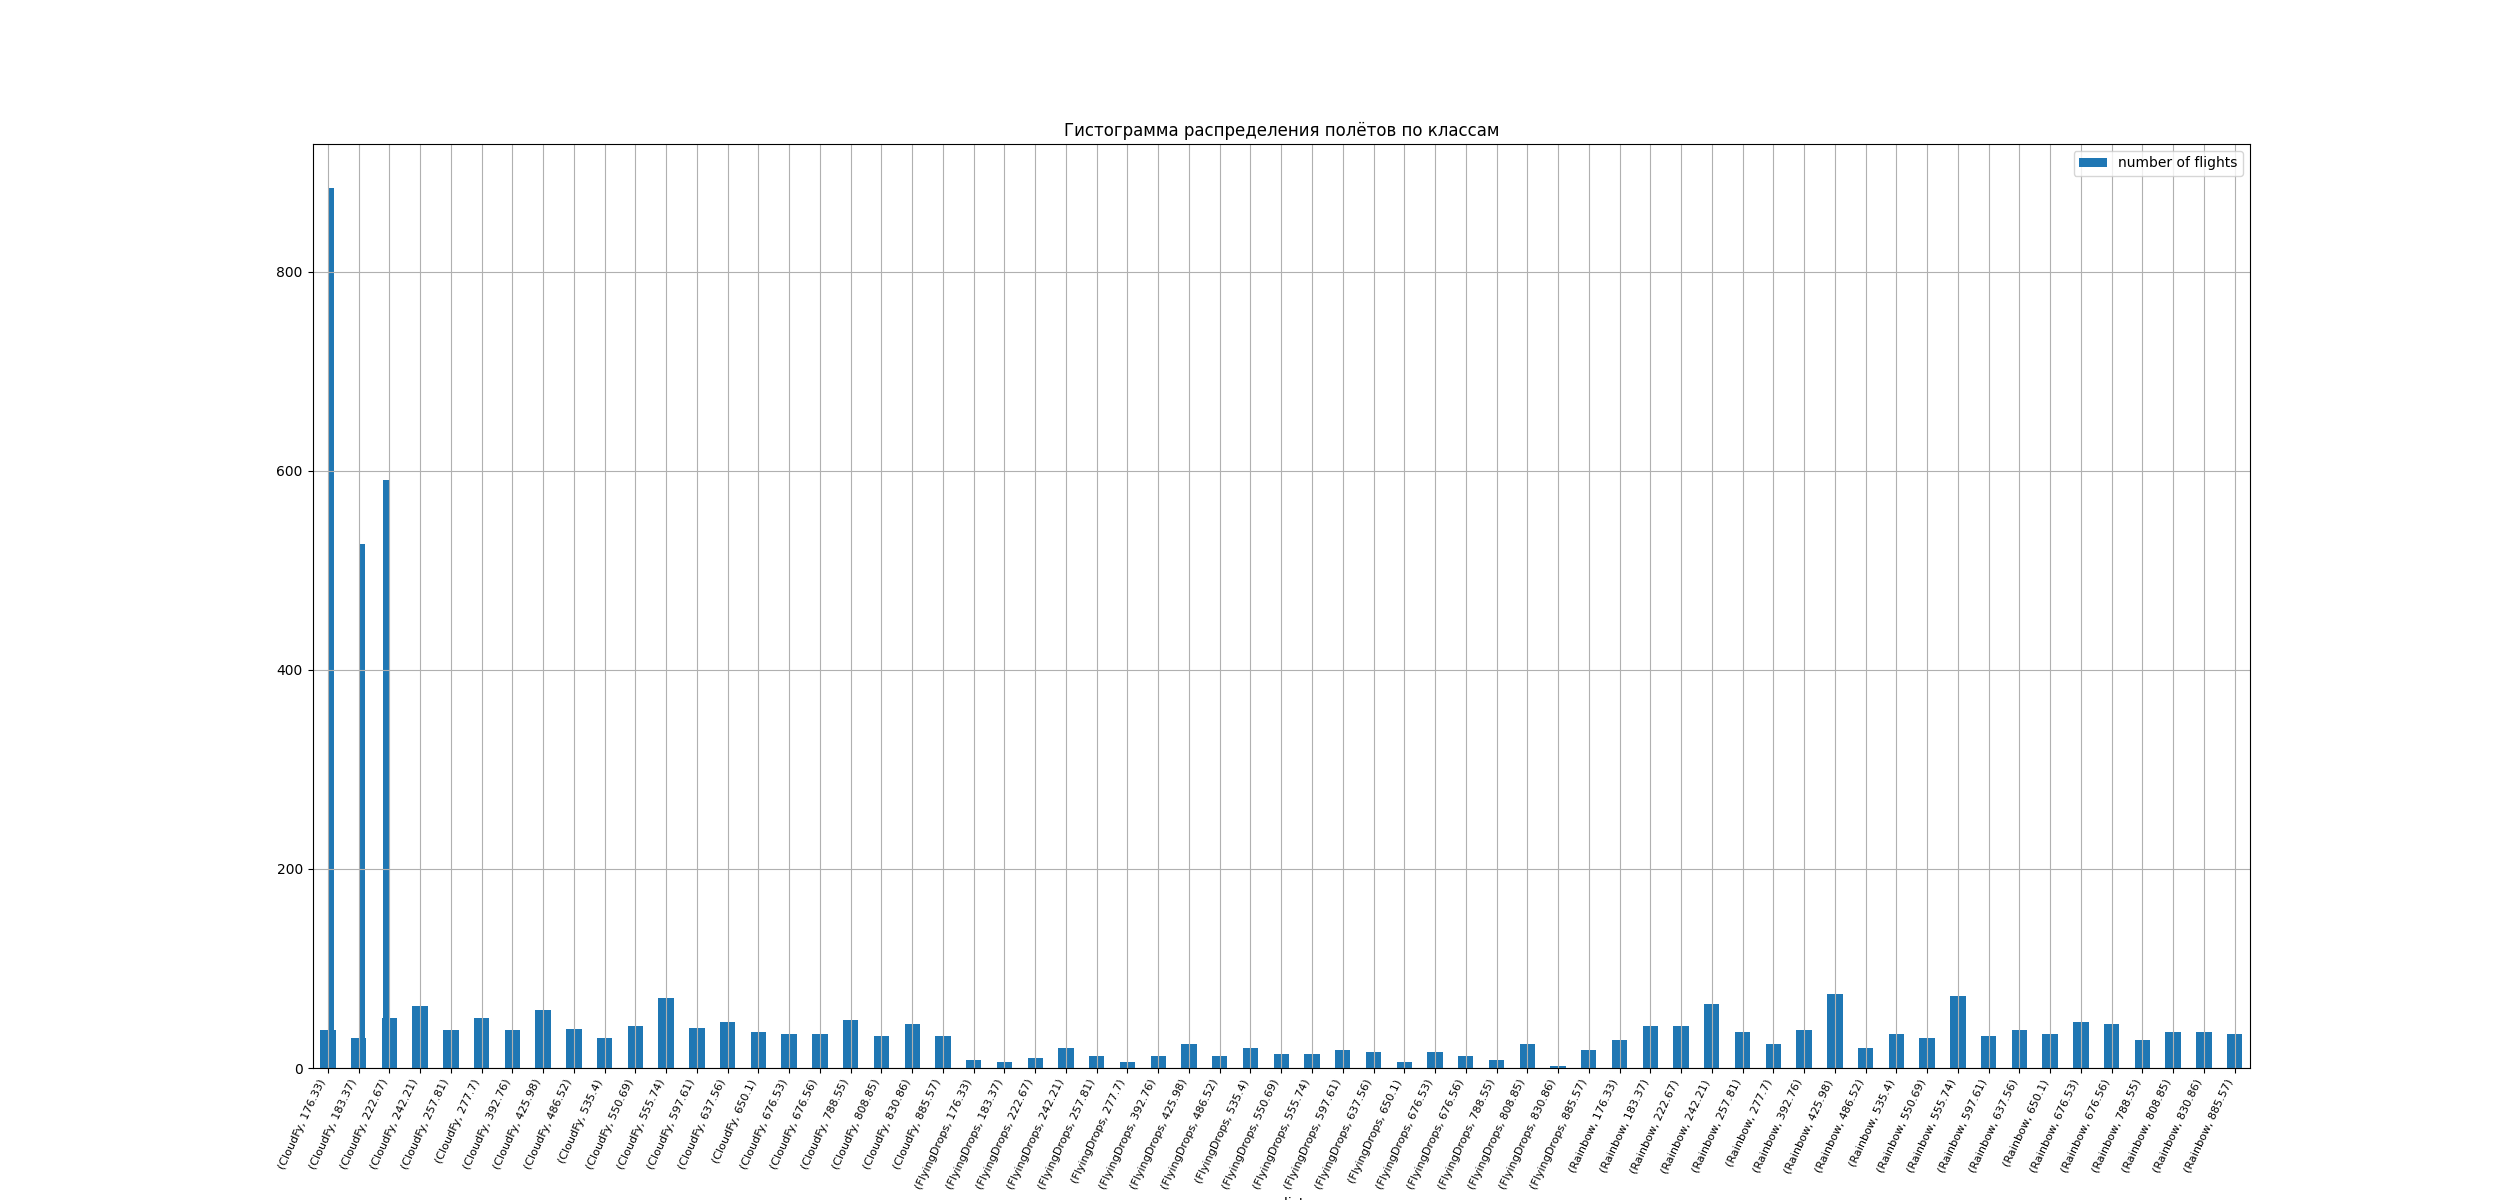 Гистограмма распределения полётов по классам
number of flights
800
600
400
200
0
(CloudFy, 176.33)
(CloudFy, 183.37)
(CloudFy, 222.67)
(CloudFy, 242.21)
(CloudFy, 257.81)
(CloudFy, 277.7)
(CloudFy, 392.76)
(CloudFy, 425.98)
(CloudFy, 486.52)
(CloudFy, 535.4)
(CloudFy, 550.69)
(CloudFy, 555.74)
(CloudFy, 597.61)
(CloudFy, 637.56)
(CloudFy, 650.1)
(CloudFy, 676.53)
(CloudFy, 676.56)
(CloudFy, 788.55)
(CloudFy, 808.85)
(CloudFy, 830.86)
(CloudFy, 885.57)
(FlyingDrops, 176.33)
(FlyingDrops, 183.37)
(FlyingDrops, 222.67)
(FlyingDrops, 242.21)
(FlyingDrops, 257.81)
(FlyingDrops, 277.7)
(FlyingDrops, 392.76)
(FlyingDrops, 425.98)
(FlyingDrops, 486.52)
(FlyingDrops, 535.4)
(FlyingDrops, 550.69)
(FlyingDrops, 555.74)
(FlyingDrops, 597.61)
(FlyingDrops, 637.56)
(FlyingDrops, 650.1)
(FlyingDrops, 676.53)
(FlyingDrops, 676.56)
(FlyingDrops, 788.55)
(FlyingDrops, 808.85)
(FlyingDrops, 830.86)
(FlyingDrops, 885.57)
(Rainbow, 176.33)
(Rainbow, 183.37)
(Rainbow, 222.67)
(Rainbow, 242.21)
(Rainbow, 257.81)
(Rainbow, 277.7)
(Rainbow, 392.76)
(Rainbow, 425.98)
(Rainbow, 486.52)
(Rainbow, 535.4)
(Rainbow, 550.69)
(Rainbow, 555.74)
(Rainbow, 597.61)
(Rainbow, 637.56)
(Rainbow, 650.1)
(Rainbow, 676.53)
(Rainbow, 676.56)
(Rainbow, 788.55)
(Rainbow, 808.85)
(Rainbow, 830.86)
(Rainbow, 885.57)